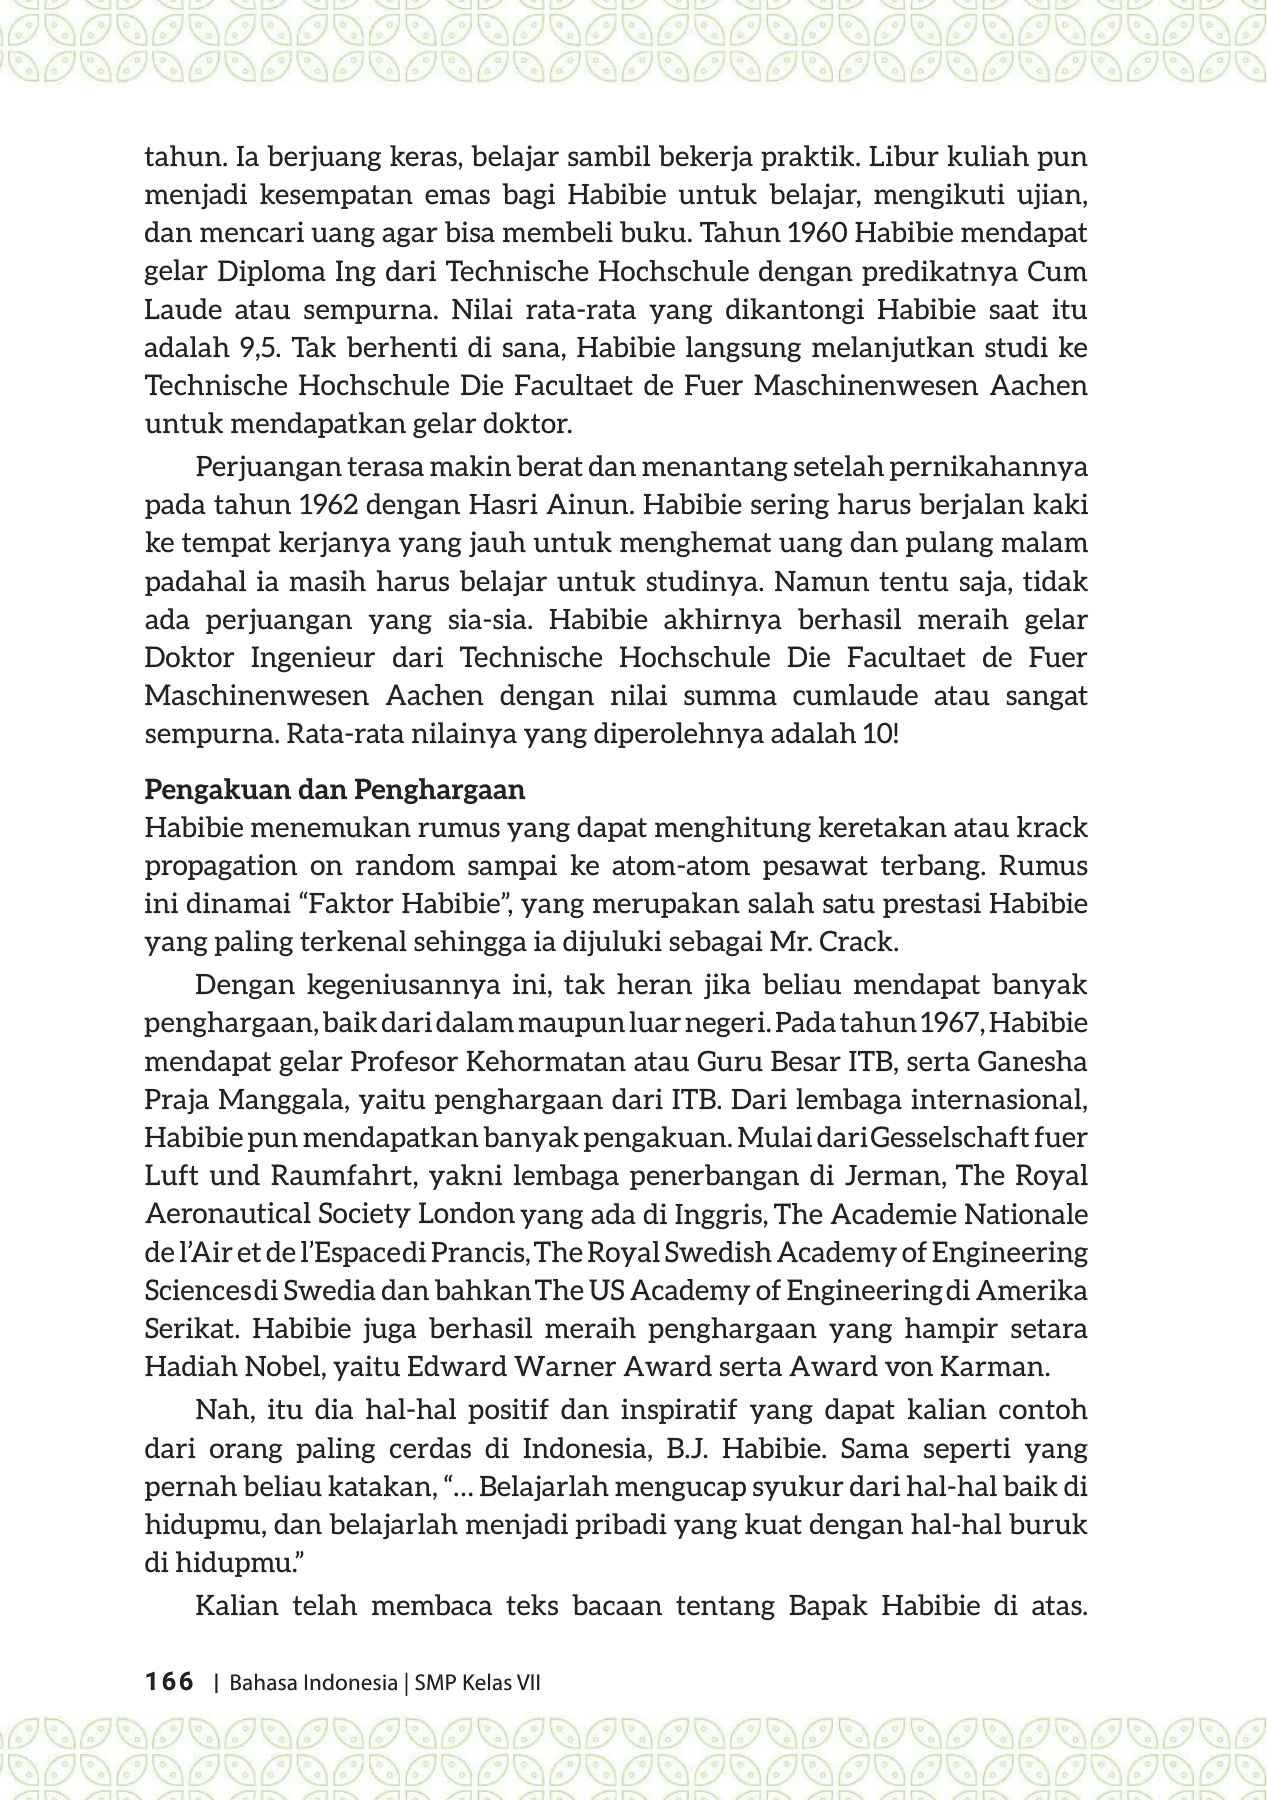 tahun. Ia berjuang keras, belajar sambil bekerja praktik. Libur kuliah pun
menjadi kesempatan emas bagi Habibie untuk belajar, mengikuti ujian,
dan mencari uang agar bisa membeli buku. Tahun 1960 Habibie mendapat
gelar Diploma Ing dari Technische Hochschule dengan predikatnya Cum
Laude atau sempurna. Nilai rata-rata yang dikantongi Habibie saat itu
adalah 9,5. Tak berhenti di sana, Habibie langsung melanjutkan studi ke
Technische Hochschule Die Facultaet de Fuer Maschinenwesen Aachen
untuk mendapatkan gelar doktor.
Perjuangan terasa makin berat dan menantang setelah pernikahannya
pada tahun 1962 dengan Hasri Ainun. Habibie sering harus berjalan kaki
ke tempat kerjanya yang jauh untuk menghemat uang dan pulang malam
padahal ia masih harus belajar untuk studinya. Namun tentu saja, tidak
ada perjuangan yang sia-sia. Habibie akhirnya berhasil meraih gelar
Doktor Ingenieur dari Technische Hochschule Die Facultaet de Fuer
Maschinenwesen Aachen dengan nilai summa cumlaude atau sangat
sempurna. Rata-rata nilainya yang diperolehnya adalah 10!
Pengakuan dan Penghargaan
Habibie menemukan rumus yang dapat menghitung keretakan atau krack
propagation on random sampai ke atom-atom pesawat terbang. Rumus
ini dinamai “Faktor Habibie”, yang merupakan salah satu prestasi Habibie
yang paling terkenal sehingga ia dijuluki sebagai Mr. Crack.
Dengan kegeniusannya ini, tak heran jika beliau mendapat banyak
penghargaan, baik dari dalam maupun luar negeri. Pada tahun 1967, Habibie
mendapat gelar Profesor Kehormatan atau Guru Besar ITB, serta Ganesha
Praja Manggala, yaitu penghargaan dari ITB. Dari lembaga internasional,
Habibie pun mendapatkan banyak pengakuan. Mulai dari Gesselschaft fuer
Luft und Raumfahrt, yakni lembaga penerbangan di Jerman, The Royal
Aeronautical Society London yang ada di Inggris, The Academie Nationale
de l’Air et de l’Espacedi Prancis, The Royal Swedish Academy of Engineering
Sciencesdi Swedia dan bahkan The US Academy of Engineering di Amerika
Serikat. Habibie juga berhasil meraih penghargaan yang hampir setara
Hadiah Nobel, yaitu Edward Warner Award serta Award von Karman.
Nah, itu dia hal-hal positif dan inspiratif yang dapat kalian contoh
dari orang paling cerdas di Indonesia, B.J. Habibie. Sama seperti yang
pernah beliau katakan, “… Belajarlah mengucap syukur dari hal-hal baik di
hidupmu, dan belajarlah menjadi pribadi yang kuat dengan hal-hal buruk
di hidupmu.”
Kalian telah membaca teks bacaan tentang Bapak Habibie di atas.
166 | Bahasa Indonesia | SMP Kelas VII